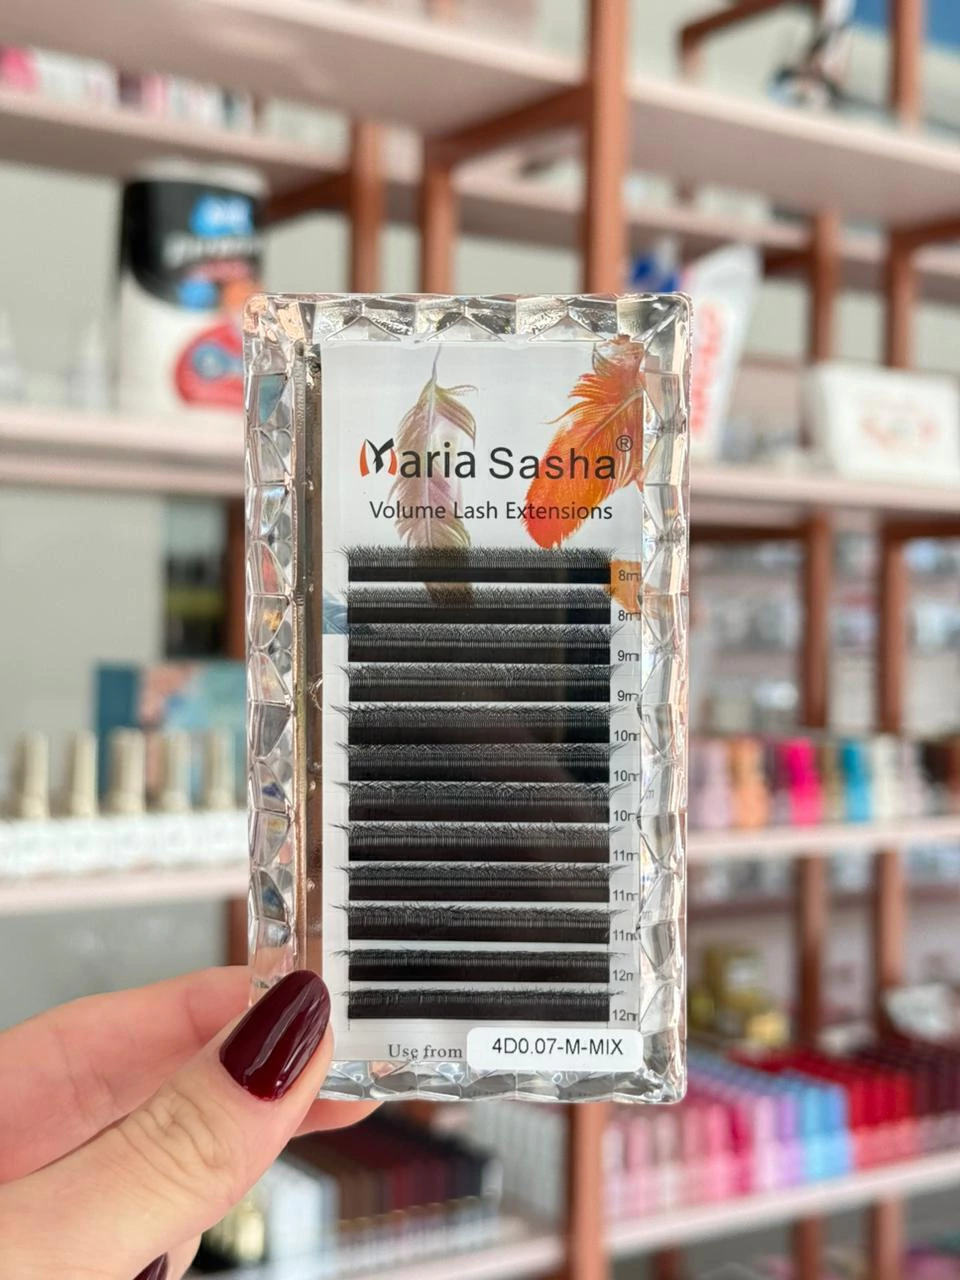 Maria Sasha®
Volume Lash Extensions
8m
8m
9m
9m
10m
10m
10m
11m
11m
11m
12m
12m
Use from
4D0.07-M-MIX